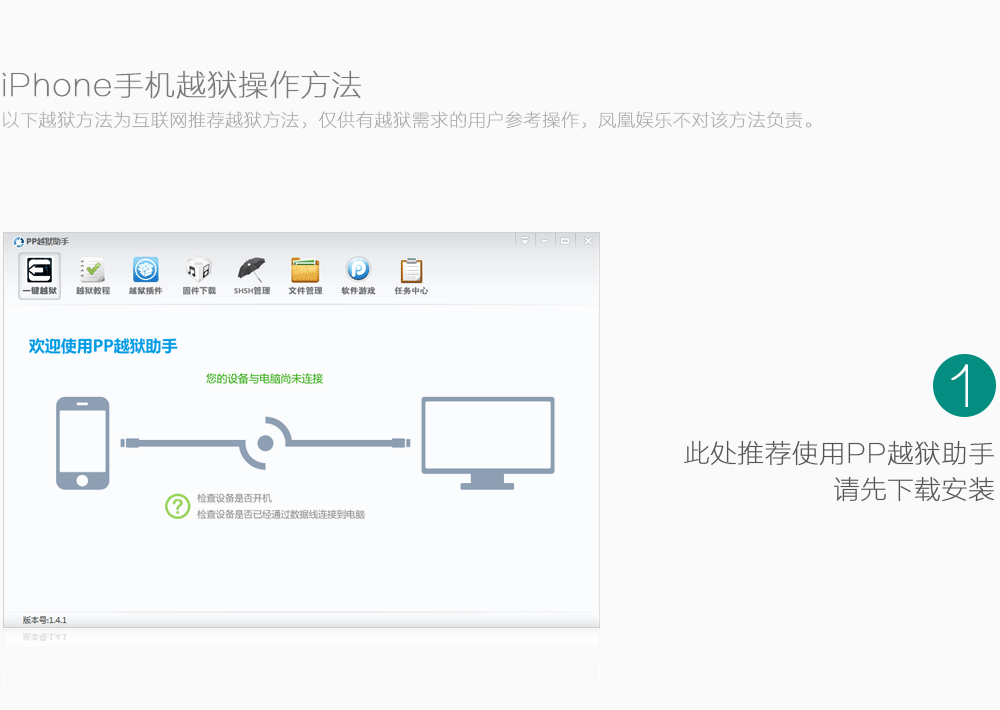 iPhone手机越狱操作方法
以下越狱方法为互联网推荐越狱方法，仅供有越狱需求的用户参考操作，凤凰娱乐不对该方法负责。
PP越狱助手
一键越狱 越狱教程 越狱插件 固件下载 SHSH管理 文件管理 软件游戏 任务中心
欢迎使用PP越狱助手
您的设备与电脑尚未连接
检查设备是否开机
检查设备是否已经通过数据线连接到电脑
版本号:1.4.1
1
此处推荐使用PP越狱助手
请先下载安装